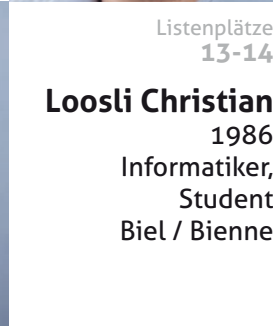 Listenplätze
13-14
Loosli Christian
1986
Informatiker,
Student
Biel / Bienne